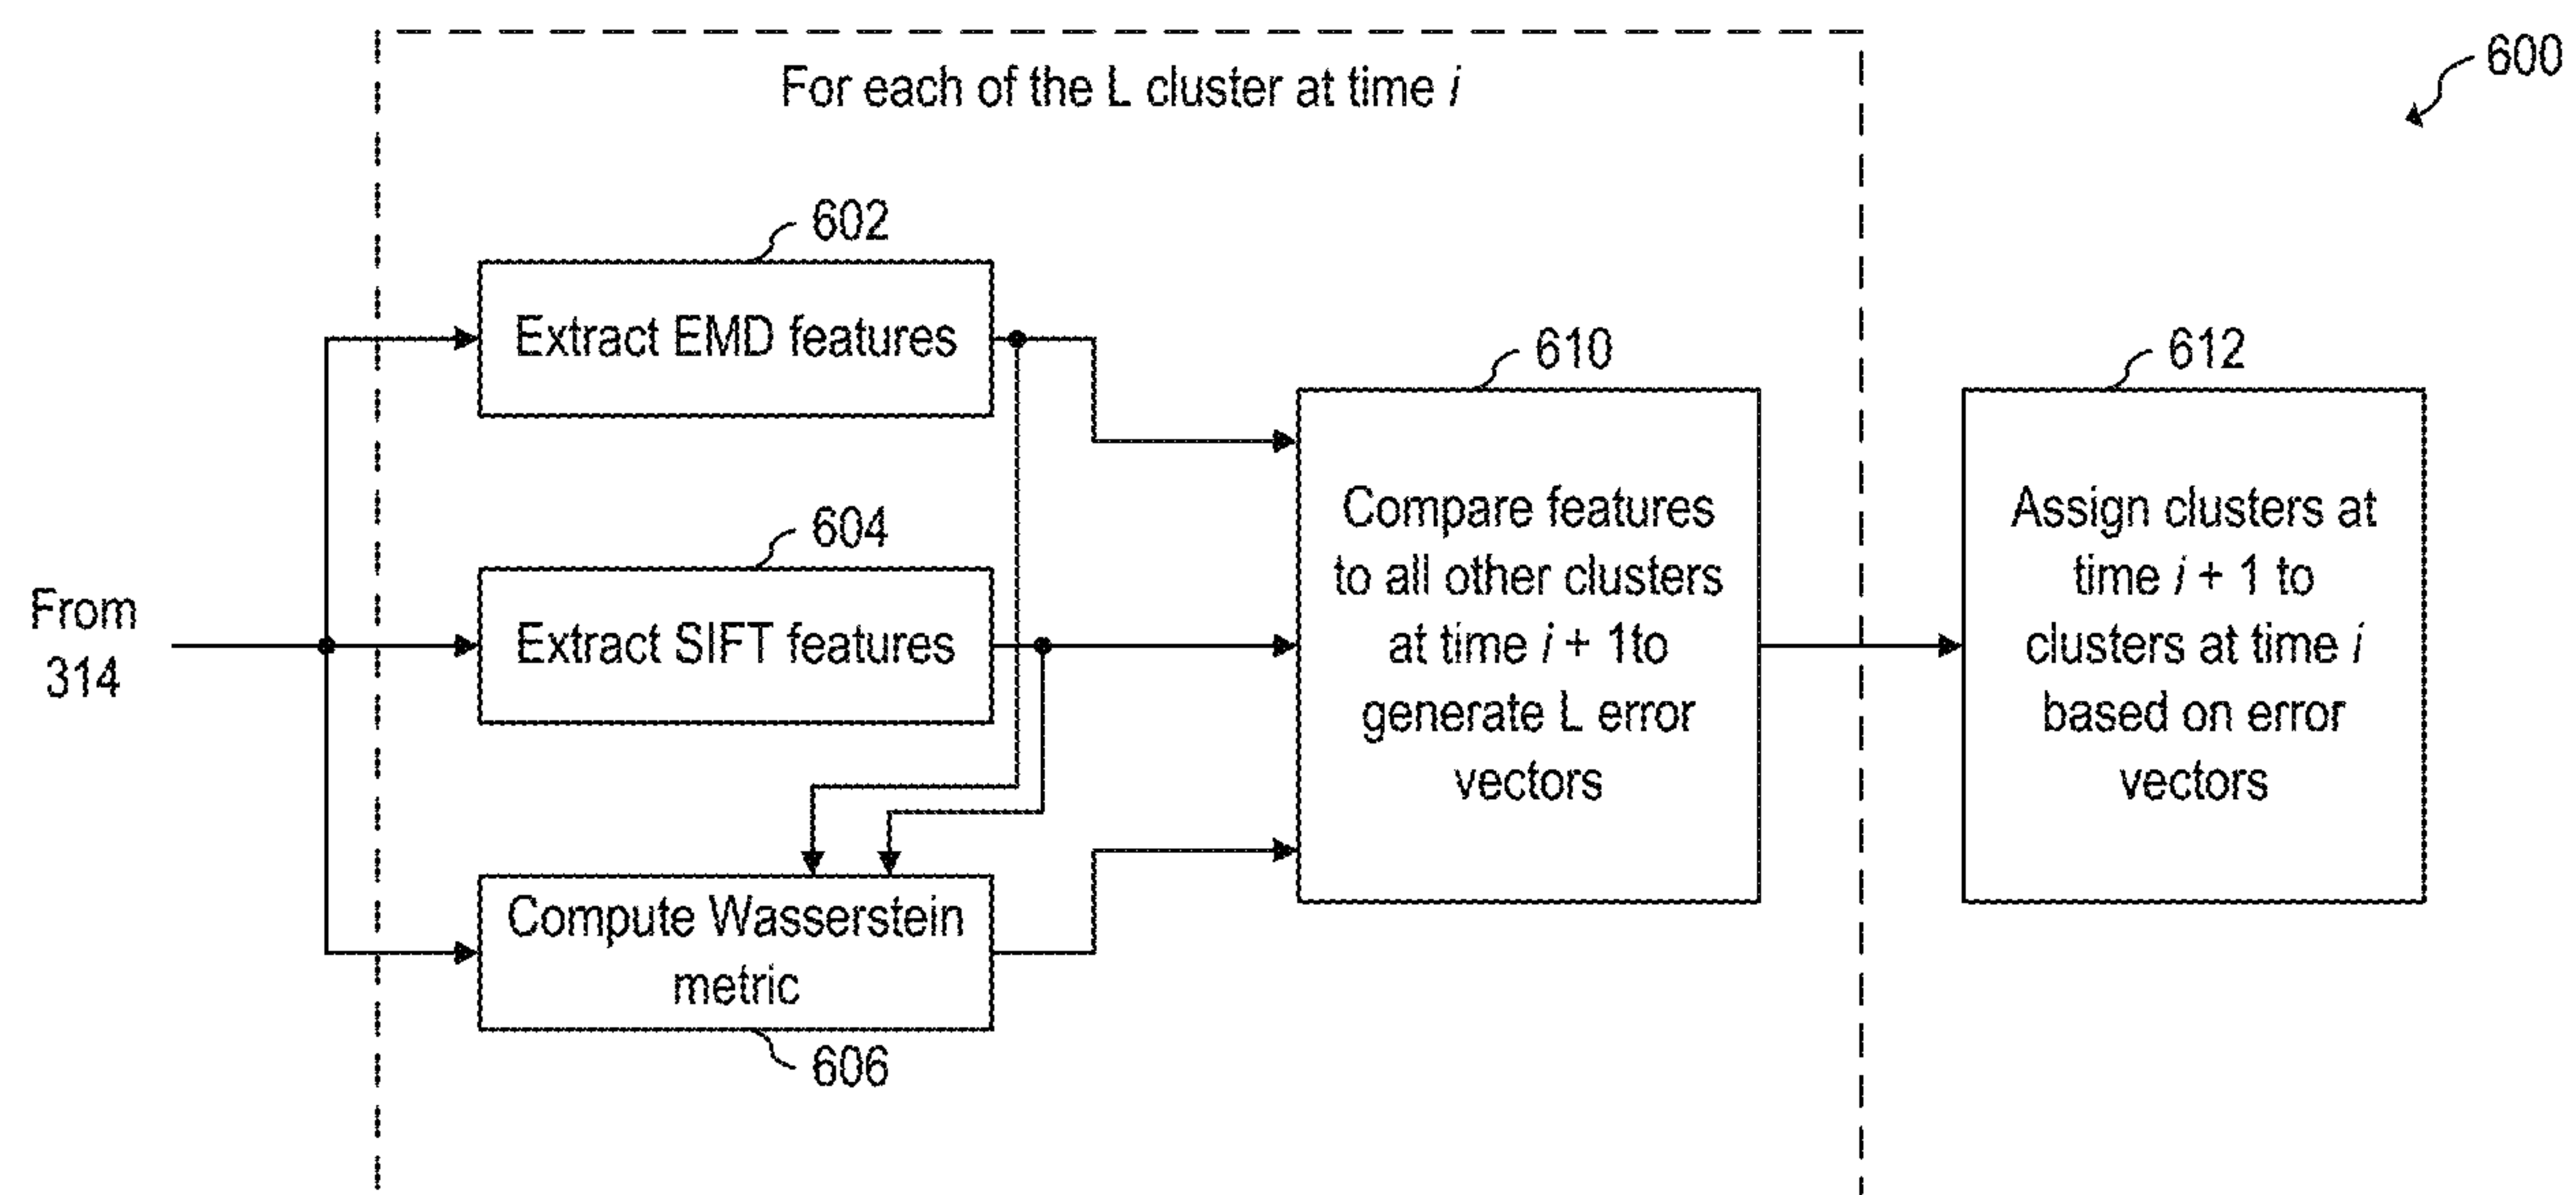 For each of the L cluster at time i
600
602
Extract EMD features
604
Extract SIFT features
From
314
Compute Wasserstein
metric
606
610
Compare features
to all other clusters
at time i + 1to
generate L error
vectors
612
Assign clusters at
time i + 1 to
clusters at time i
based on error
vectors